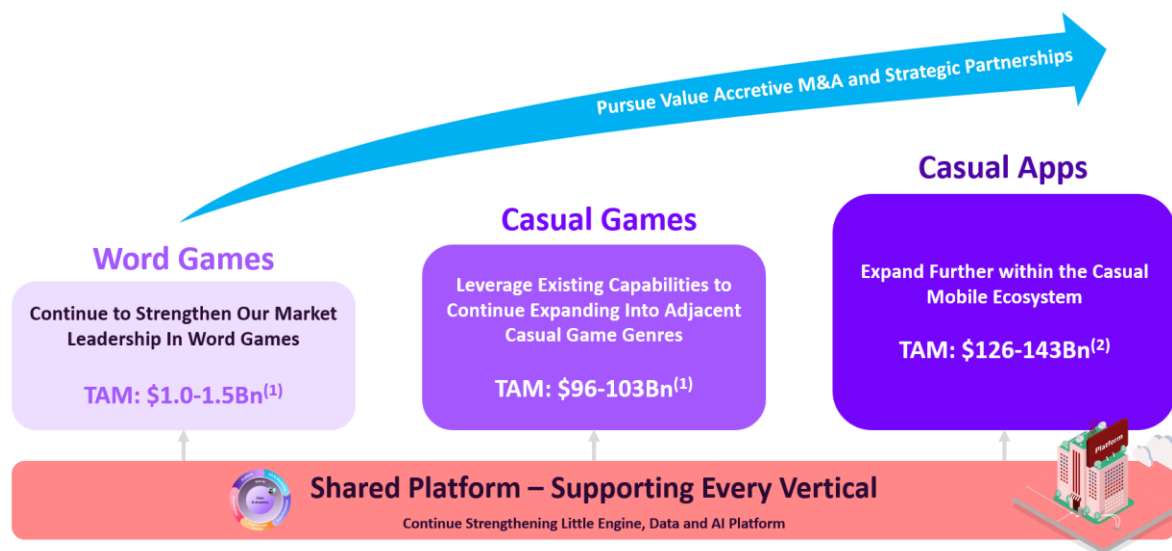 Pursue Value Accretive M&A and Strategic Partnerships
Word Games
Continue to Strengthen Our Market
Leadership In Word Games
TAM: $1.0-1.5Bn(1)
Casual Games
Leverage Existing Capabilities to
Continue Expanding Into Adjacent
Casual Game Genres
TAM: $96-103Bn(1)
Casual Apps
Expand Further within the Casual
Mobile Ecosystem
TAM: $126-143Bn(2)
Platform
Shared Platform – Supporting Every Vertical
Continue Strengthening Little Engine, Data and AI Platform